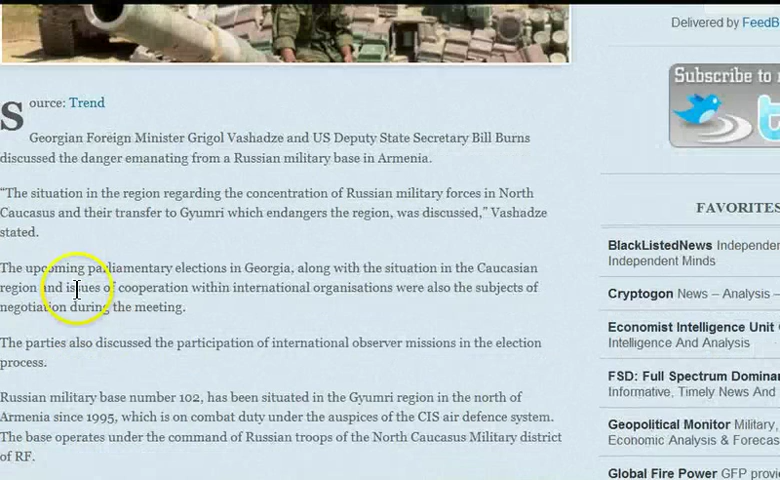 Delivered by FeedB
Source: Trend
Subscribe to
Georgian Foreign Minister Grigol Vashadze and US Deputy State Secretary Bill Burns
discussed the danger emanating from a Russian military base in Armenia.
“The situation in the region regarding the concentration of Russian military forces in North
Caucasus and their transfer to Gyumri which endangers the region, was discussed,” Vashadze
stated.
FAVORITES
BlackListedNews Independen
Independent Minds
The upcoming parliamentary elections in Georgia, along with the situation in the Caucasian
region and issues of cooperation within international organisations were also the subjects of
negotiation during the meeting.
Cryptogon News – Analysis –
Economist Intelligence Unit
Intelligence And Analysis
The parties also discussed the participation of international observer missions in the election
process.
FSD: Full Spectrum Domina
Informative, Timely News And
Russian military base number 102, has been situated in the Gyumri region in the north of
Armenia since 1995, which is on combat duty under the auspices of the CIS air defence system.
The base operates under the command of Russian troops of the North Caucasus Military district
of RF.
Geopolitical Monitor Military,
Economic Analysis & Forecas
Global Fire Power GFP provi